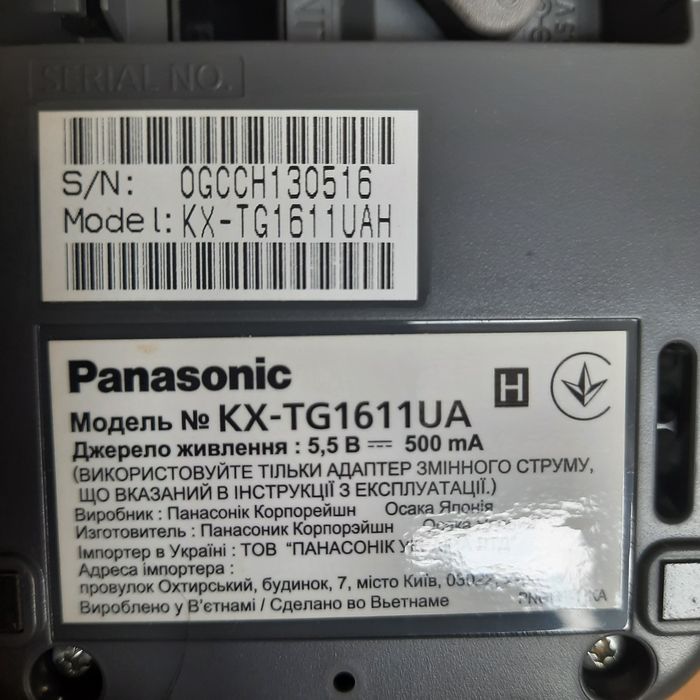 SERIAL NO.
S/N: 0GCCH130516
Model: KX-TG1611UAH
Panasonic H
Модель № KX-TG1611UA
Джерело живлення : 5,5 В ⎓ 500 mA
(ВИКОРИСТОВУЙТЕ ТІЛЬКИ АДАПТЕР ЗМІННОГО СТРУМУ,
ЩО ВКАЗАНИЙ В ІНСТРУКЦІЇ З ЕКСПЛУАТАЦІЇ.)
Виробник : Панасонік Корпорейшн Осака Японія
Изготовитель : Панасоник Корпорэйшн Осака
Імпортер в Україні : ТОВ "ПАНАСОНІК
Адреса імпортера :
провулок Охтирський, будинок, 7, місто Київ,
Вироблено у В'єтнамі / Сделано во Вьетнаме